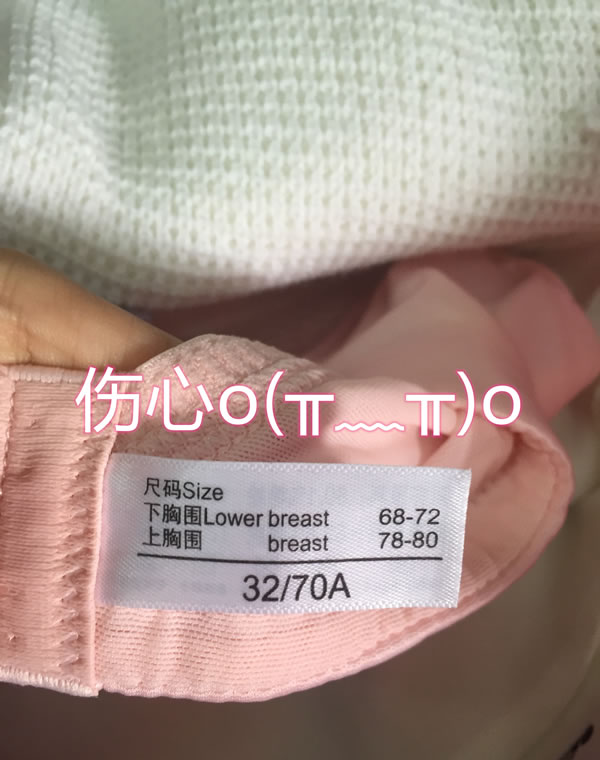 伤心o(╥﹏╥)o
尺码Size
下胸围Lower breast 68-72
上胸围 breast 78-80
32/70A